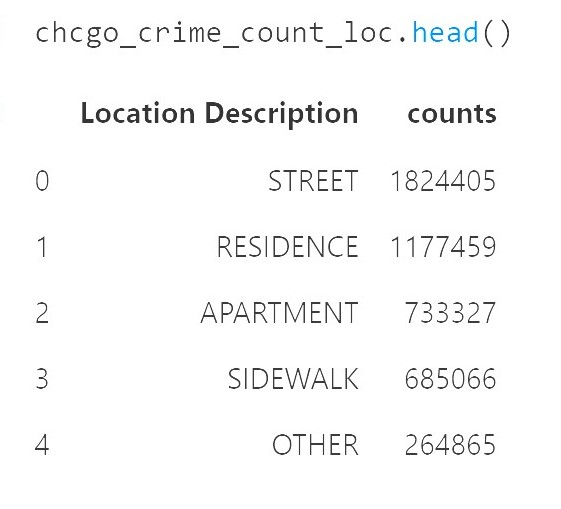 chcgo_crime_count_loc.head()
Location Description counts
0 STREET 1824405
1 RESIDENCE 1177459
2 APARTMENT 733327
3 SIDEWALK 685066
4 OTHER 264865